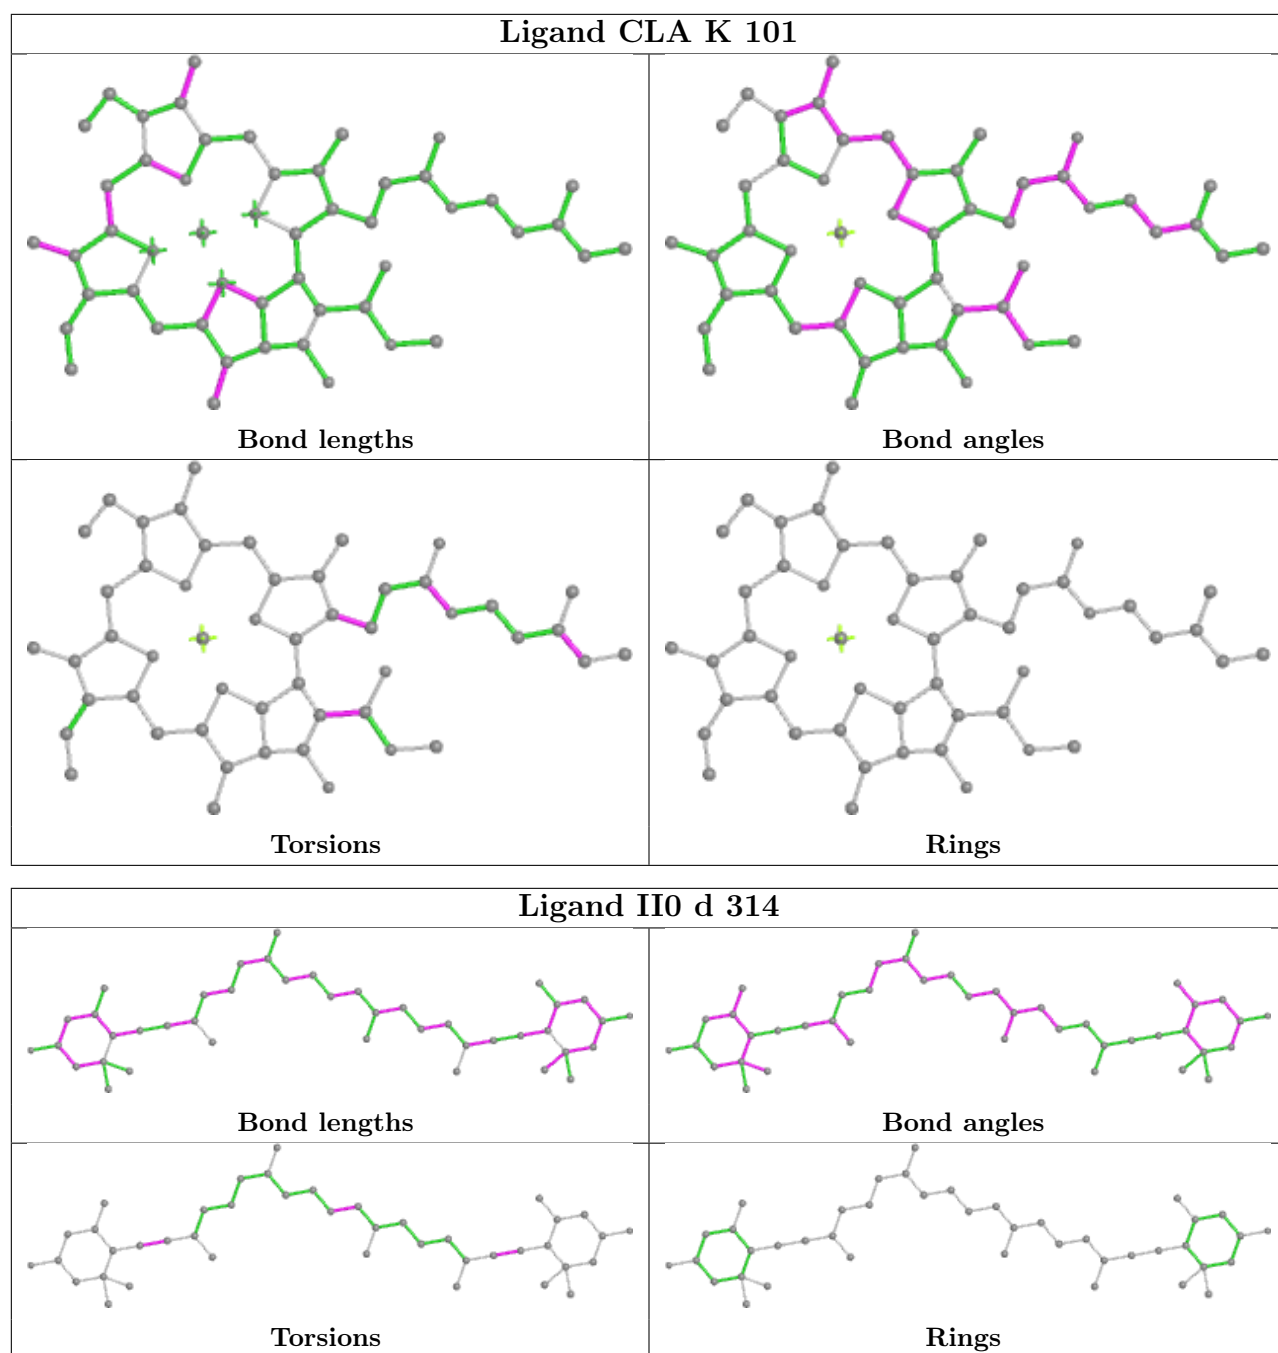 Ligand CLA K 101
Bond lengths
Bond angles
Torsions
Rings
Ligand II0 d 314
Bond lengths
Bond angles
Torsions
Rings